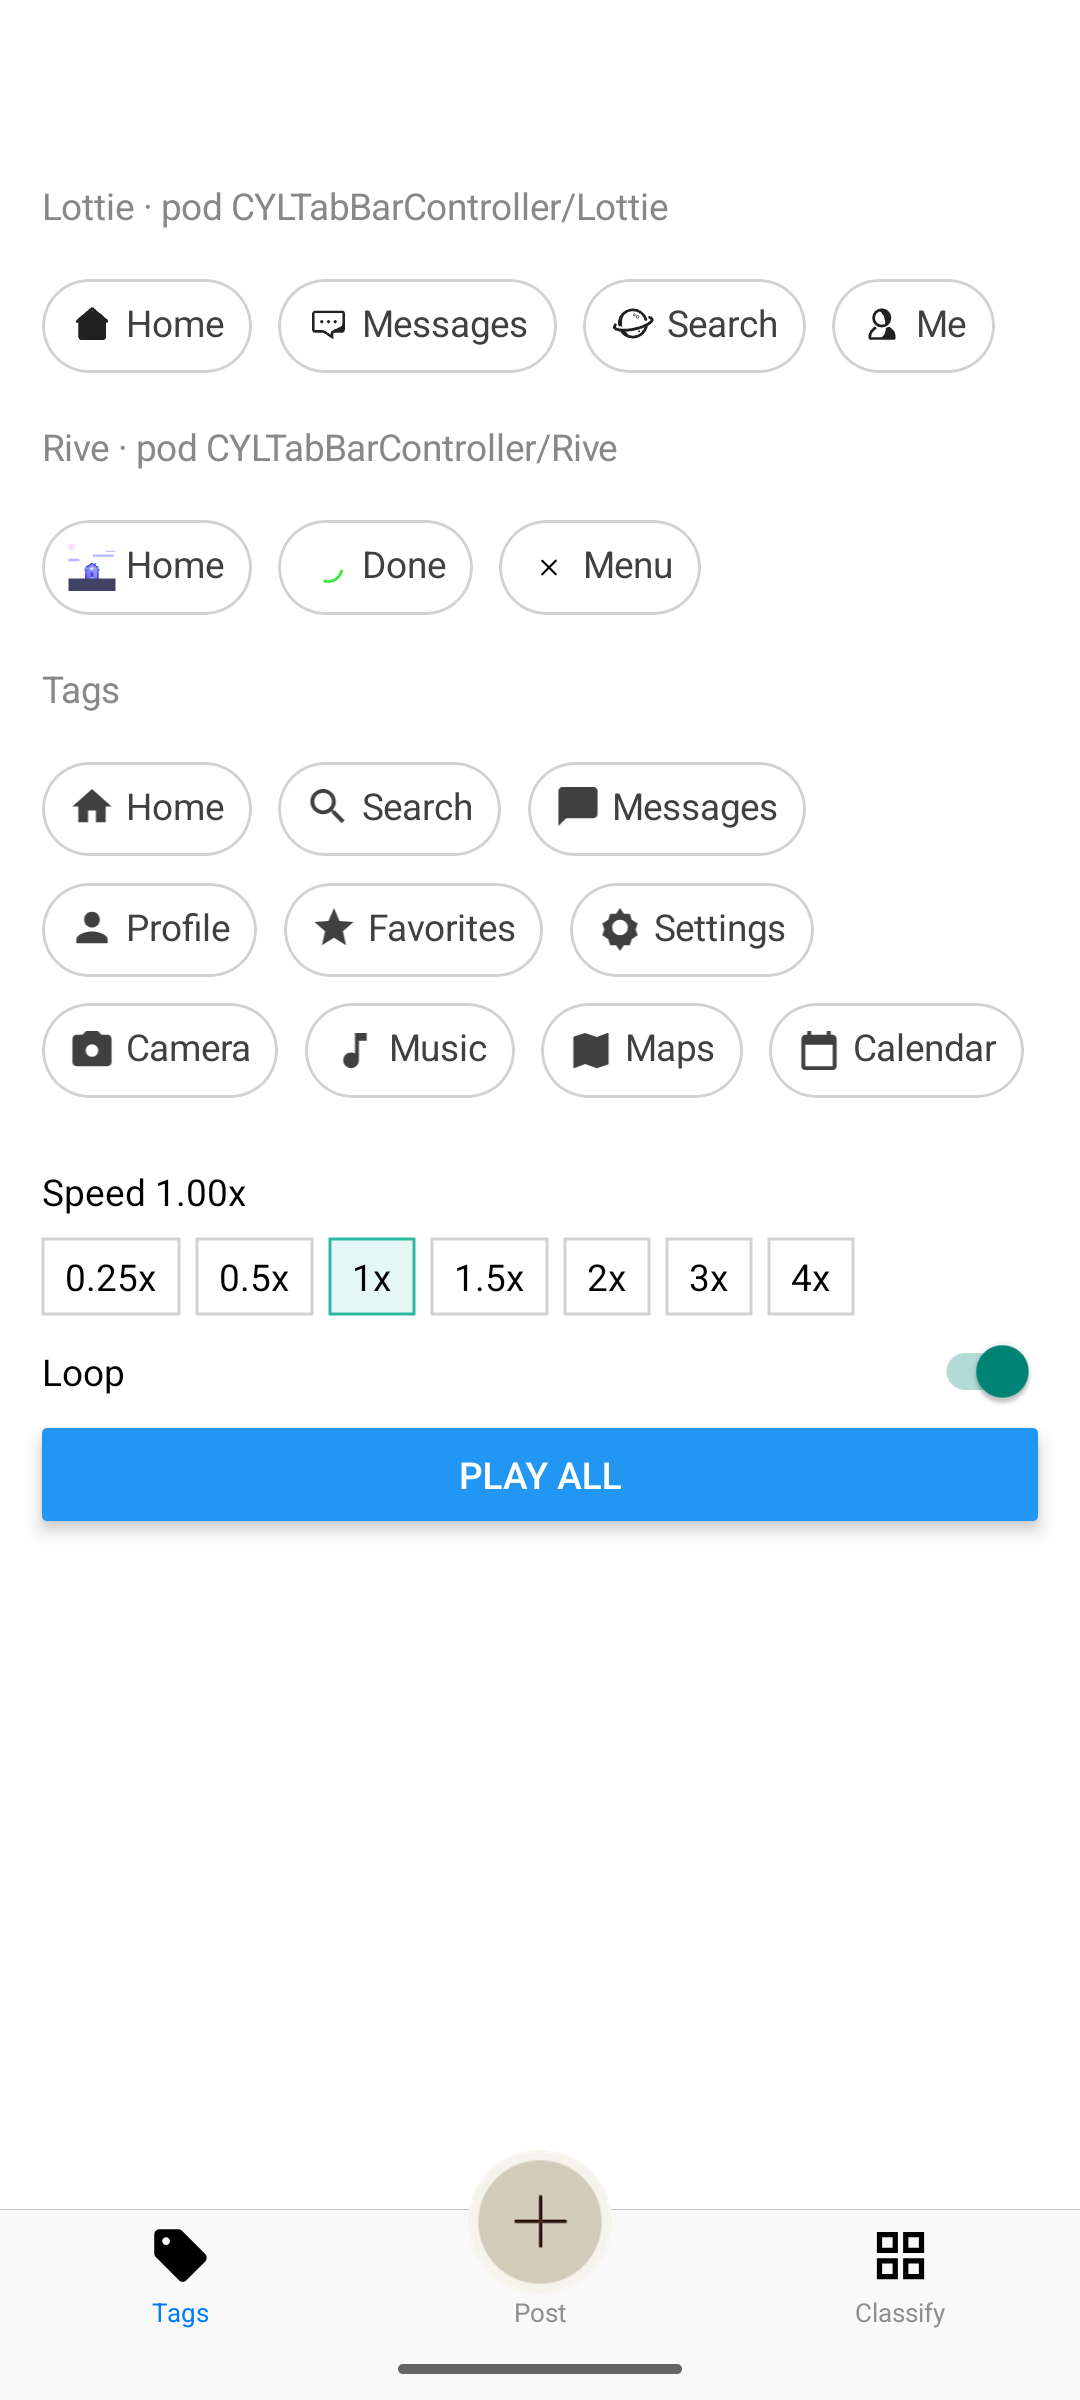 Lottie · pod CYLTabBarController/Lottie
Home Messages Search Me
Rive · pod CYLTabBarController/Rive
Home Done Menu
Tags
Home Search Messages
Profile Favorites Settings
Camera Music Maps Calendar
Speed 1.00x
0.25x 0.5x 1x 1.5x 2x 3x 4x
Loop
PLAY ALL
Tags Post Classify